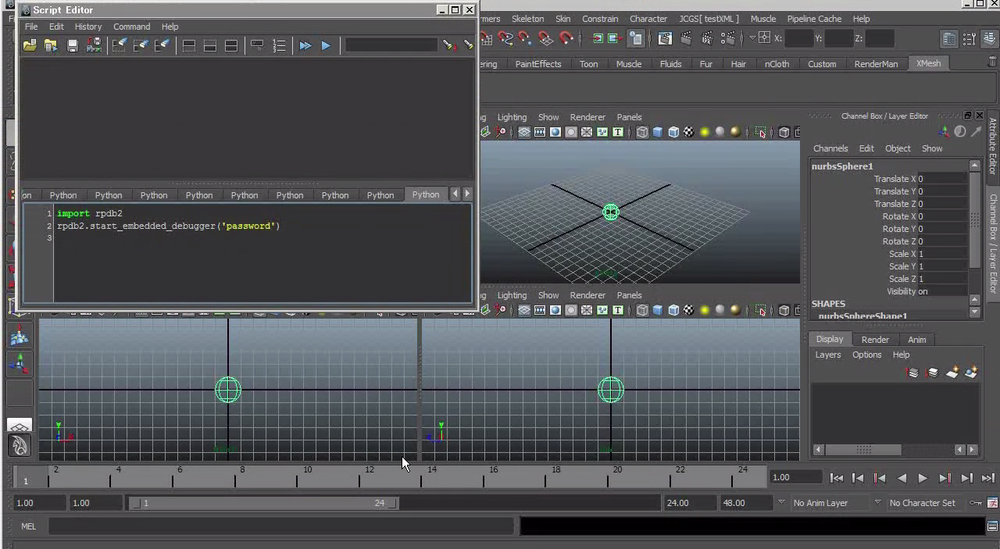 Script Editor
File Edit History Command Help
Skeleton Skin Constrain Character JCGS[ testXML ] Muscle Pipeline Cache Help
X: Y: Z:
PaintEffects Toon Muscle Fluids Fur Hair nCloth Custom RenderMan XMesh
Lighting Show Renderer Panels
Channel Box / Layer Editor
Channels Edit Object Show
nurbsSphere1
Translate X 0
Translate Y 0
Translate Z 0
Rotate X 0
Rotate Y 0
Rotate Z 0
Scale X 1
Scale Y 1
Scale Z 1
Visibility on
SHAPES
nurbsSphereShape1
Attribute Editor
Channel Box / Layer Editor
Python Python Python Python Python Python Python Python Python
1 import rpdb2
2 rpdb2.start_embedded_debugger('password')
3
Lighting Show Renderer Panels
Display Render Anim
Layers Options Help
2 4 6 8 10 12 14 16 18 20 22 24
1
1.00
1.00 1.00 1 24 24.00 48.00 No Anim Layer No Character Set
MEL